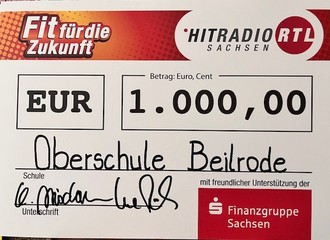 Fit für die
Zukunft
HITRADIO RTL
SACHSEN
Betrag: Euro, Cent
EUR
1.000,00
Oberschule Beilrode
Schule
mit freundlicher Unterstützung der
Unterschrift
Finanzgruppe
Sachsen